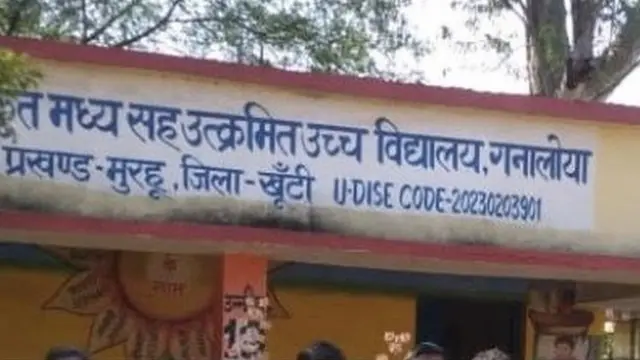 त मध्य सह उत्क्रमित उच्च विद्यालय, गनालोया
प्रखण्ड-मुरहू, जिला-खूँटी U-DISE CODE-20230203901
के